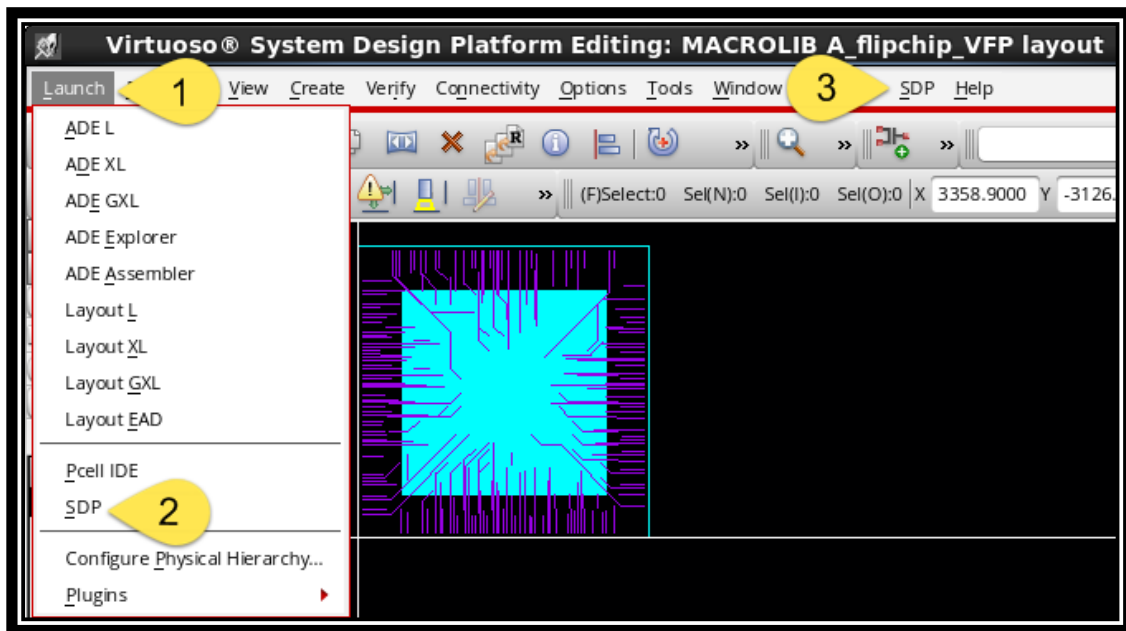 Virtuoso® System Design Platform Editing: MACROLIB A_flipchip_VFP layout
Launch 1 View Create Verify Connectivity Options Tools Window 3 SDP Help
R i » » »
» (F)Select:0 Sel(N):0 Sel(I):0 Sel(O):0 X 3358.9000 Y -3126.
ADE L
ADE XL
ADE GXL
ADE Explorer
ADE Assembler
Layout L
Layout XL
Layout GXL
Layout EAD
Pcell IDE
SDP 2
Configure Physical Hierarchy...
Plugins